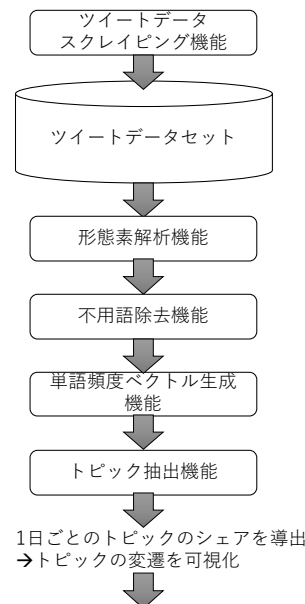 ツイートデータ
スクレイピング機能
ツイートデータセット
形態素解析機能
不用語除去機能
単語頻度ベクトル生成
機能
トピック抽出機能
1日ごとのトピックのシェアを導出
→トピックの変遷を可視化